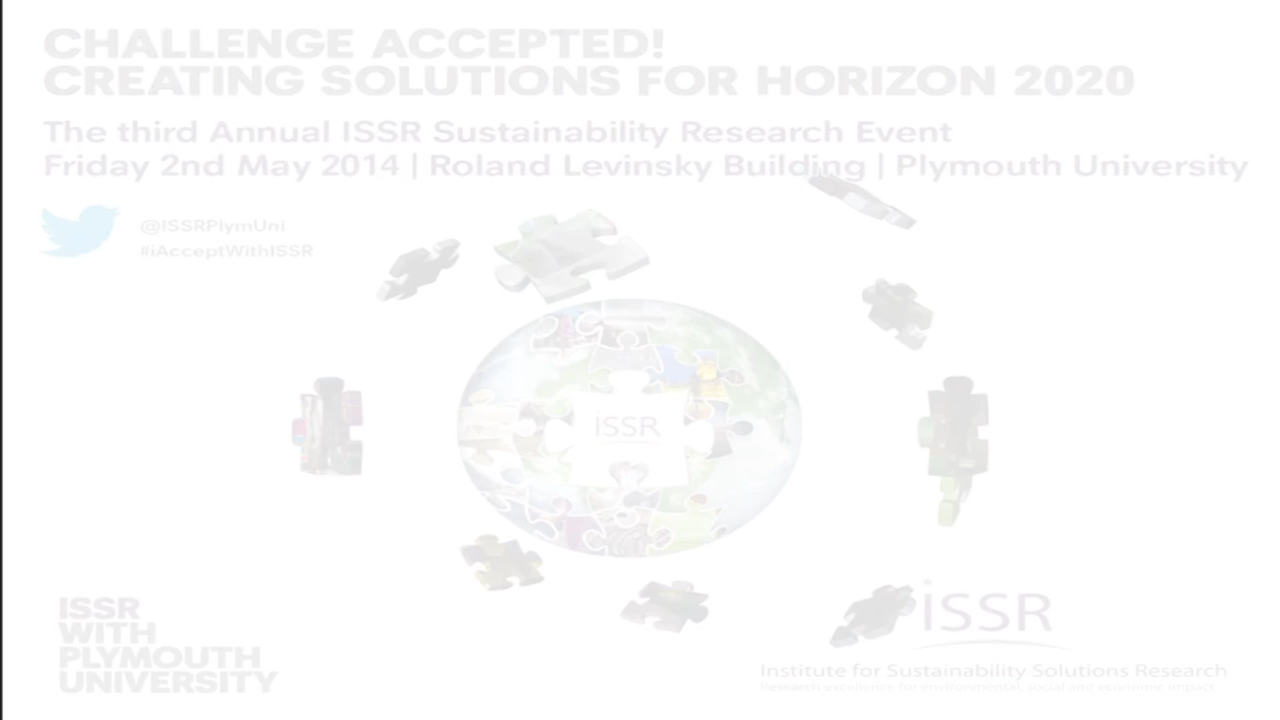 CHALLENGE ACCEPTED!
CREATING SOLUTIONS FOR HORIZON 2020
The third Annual ISSR Sustainability Research Event
Friday 2nd May 2014 | Roland Levinsky Building | Plymouth University
@ISSRPlymUni
#iAcceptWithISSR
iSSR
ISSR
WITH
PLYMOUTH
UNIVERSITY
iSSR
Institute for Sustainability Solutions Research
Research excellence for environmental, social and economic impact